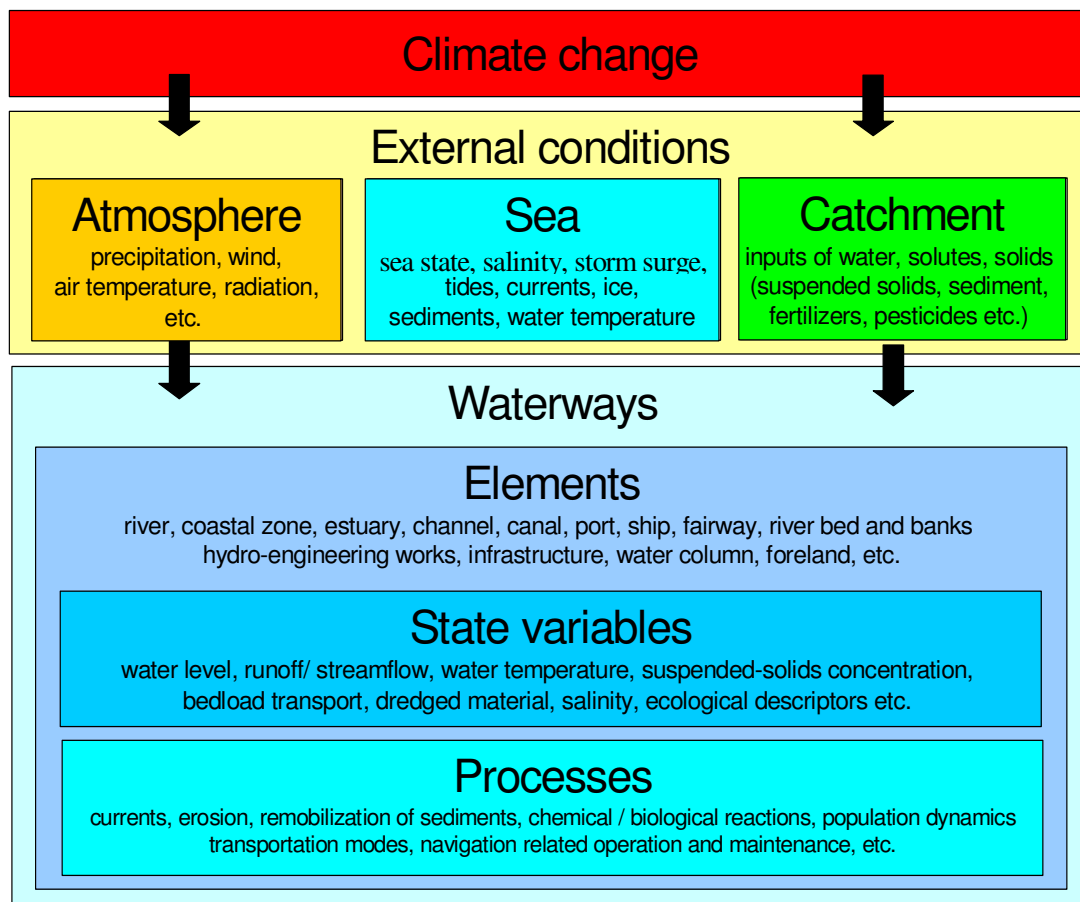 Climate change
External conditions
Atmosphere
precipitation, wind,
air temperature, radiation,
etc.
Sea
sea state, salinity, storm surge,
tides, currents, ice,
sediments, water temperature
Catchment
inputs of water, solutes, solids
(suspended solids, sediment,
fertilizers, pesticides etc.)
Waterways
Elements
river, coastal zone, estuary, channel, canal, port, ship, fairway, river bed and banks
hydro-engineering works, infrastructure, water column, foreland, etc.
State variables
water level, runoff/ streamflow, water temperature, suspended-solids concentration,
bedload transport, dredged material, salinity, ecological descriptors etc.
Processes
currents, erosion, remobilization of sediments, chemical / biological reactions, population dynamics
transportation modes, navigation related operation and maintenance, etc.